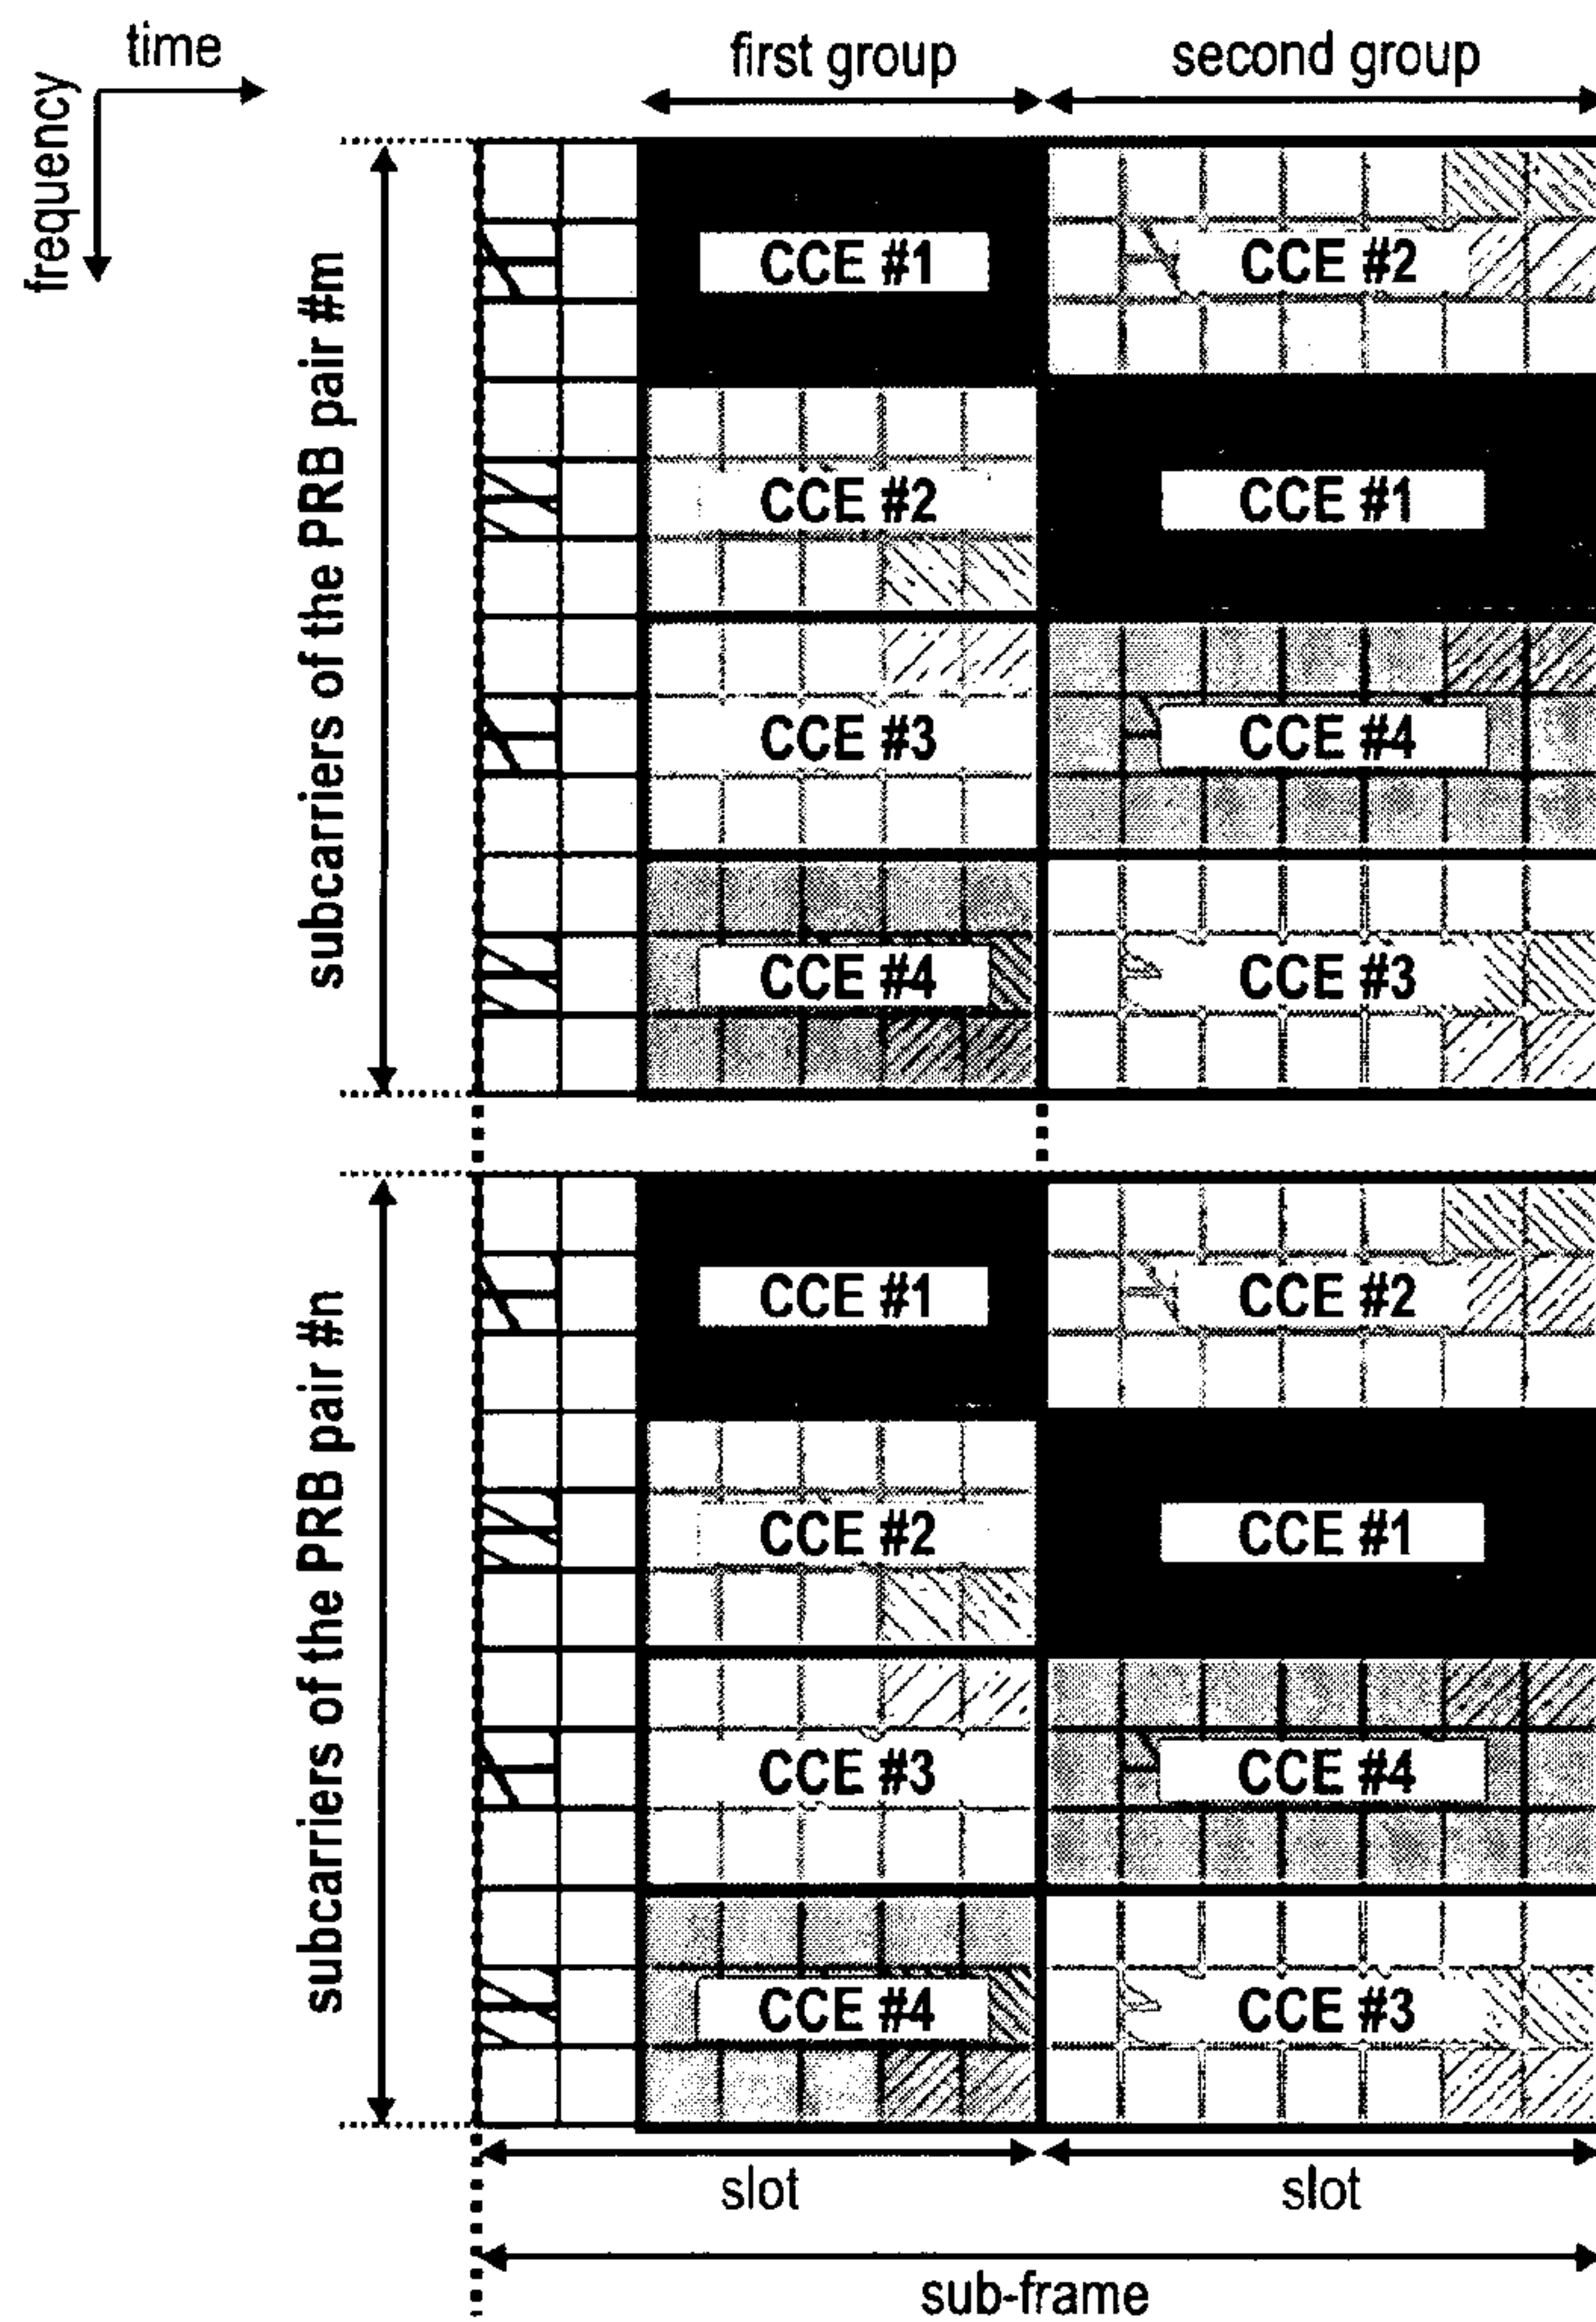 time
frequency
first group
second group
subcarriers of the PRB pair #m
CCE #1
CCE #2
CCE #2
CCE #1
CCE #3
CCE #4
CCE #4
CCE #3
subcarriers of the PRB pair #n
CCE #1
CCE #2
CCE #2
CCE #1
CCE #3
CCE #4
CCE #4
CCE #3
slot
slot
sub-frame